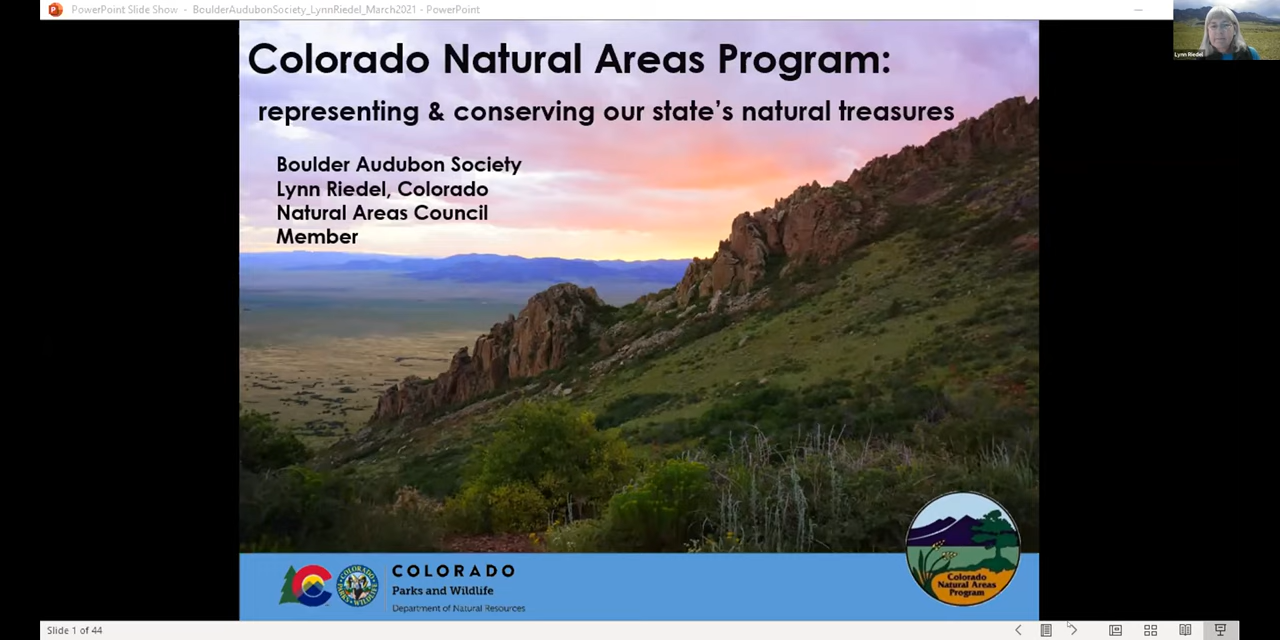 PowerPoint Slide Show - BoulderAudubonSociety_LynnRiedel_March2021 - PowerPoint
Lynn Riedel
Colorado Natural Areas Program:
representing & conserving our state's natural treasures
Boulder Audubon Society
Lynn Riedel, Colorado
Natural Areas Council
Member
COLORADO
Parks and Wildlife
Department of Natural Resources
Colorado
Natural Areas
Program
Slide 1 of 44